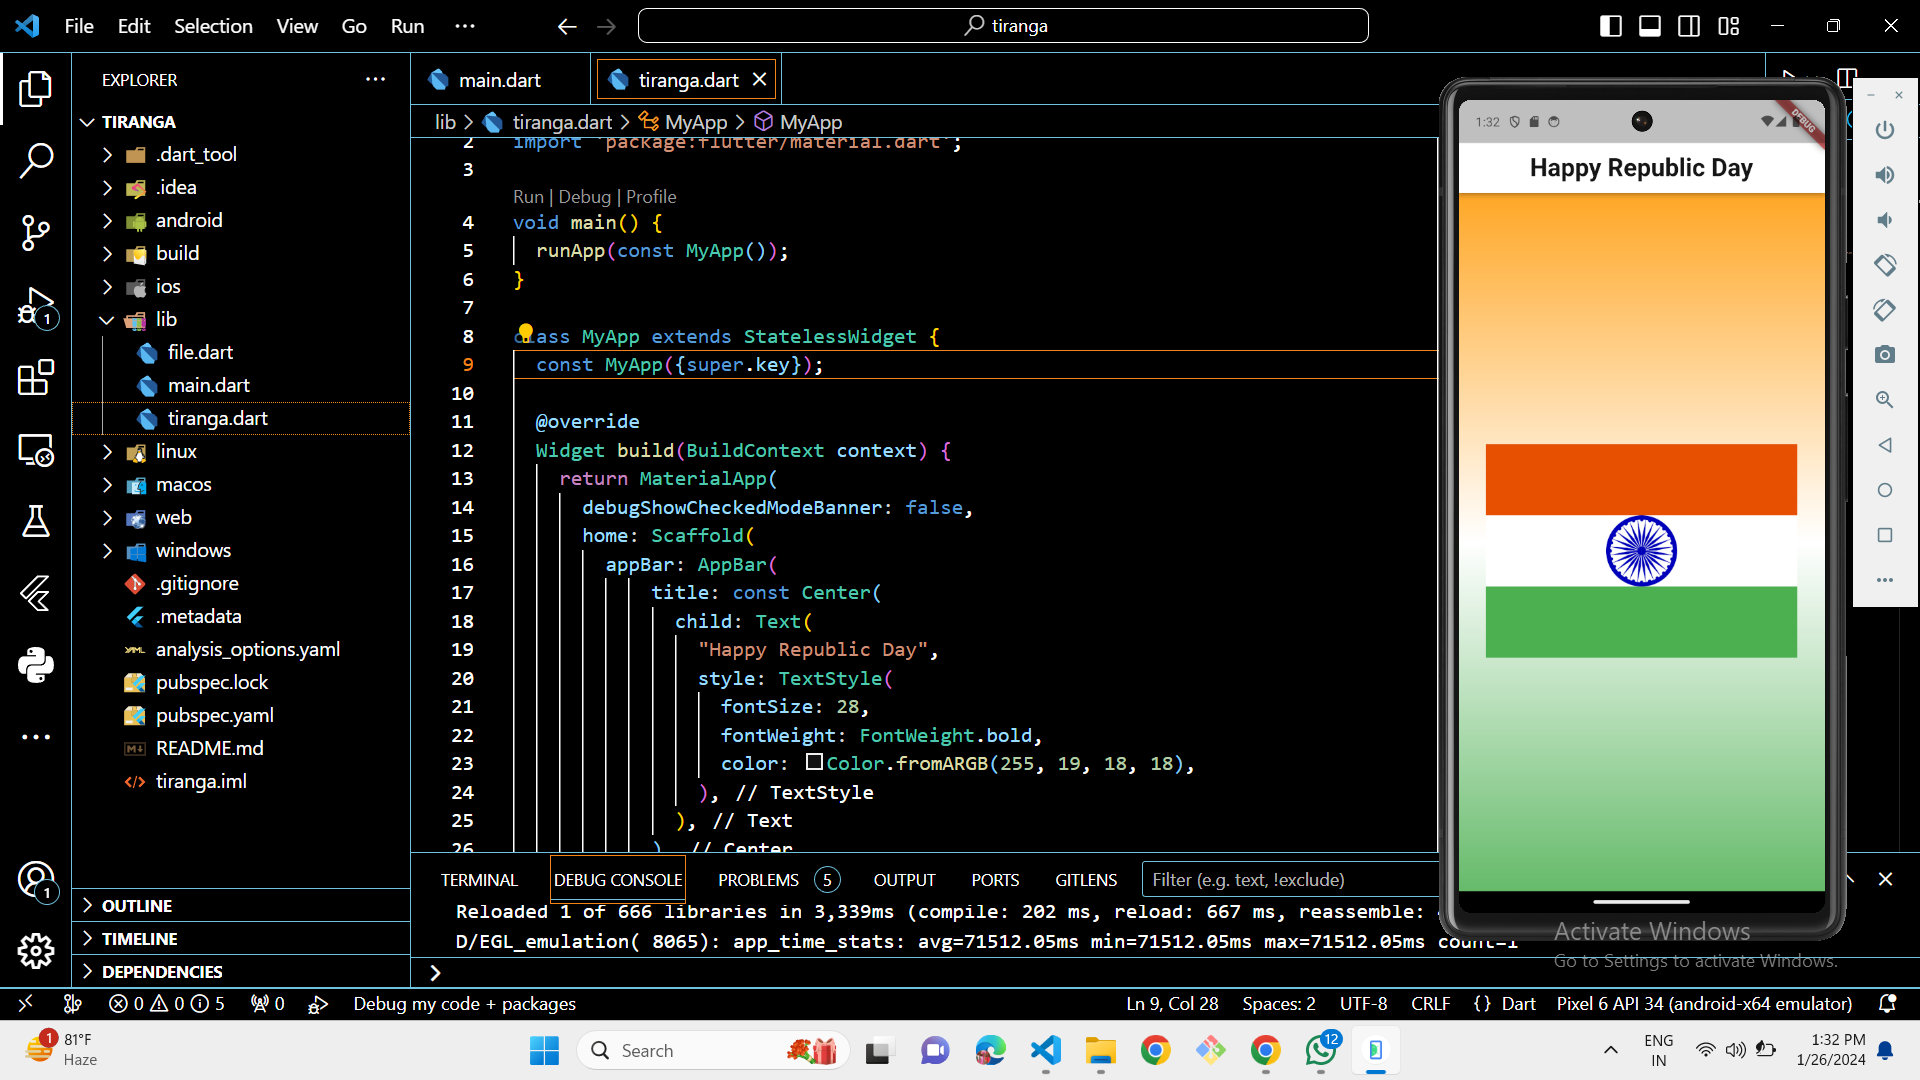 File Edit Selection View Go Run ···
tiranga
EXPLORER ···
TIRANGA
.dart_tool
.idea
android
build
ios
lib
file.dart
main.dart
tiranga.dart
linux
macos
web
windows
.gitignore
.metadata
analysis_options.yaml
pubspec.lock
pubspec.yaml
README.md
tiranga.iml
OUTLINE
TIMELINE
DEPENDENCIES
1
1
main.dart
tiranga.dart
lib > tiranga.dart > MyApp > MyApp
2 import 'package:flutter/material.dart';
3
Run | Debug | Profile
4 void main() {
5 runApp(const MyApp());
6 }
7
8 class MyApp extends StatelessWidget {
9 const MyApp({super.key});
10
11 @override
12 Widget build(BuildContext context) {
13 return MaterialApp(
14 debugShowCheckedModeBanner: false,
15 home: Scaffold(
16 appBar: AppBar(
17 title: const Center(
18 child: Text(
19 "Happy Republic Day",
20 style: TextStyle(
21 fontSize: 28,
22 fontWeight: FontWeight.bold,
23 color: Color.fromARGB(255, 19, 18, 18),
24 ), // TextStyle
25 ), // Text
26 ), // Center
TERMINAL DEBUG CONSOLE PROBLEMS 5 OUTPUT PORTS GITLENS Filter (e.g. text, !exclude)
Reloaded 1 of 666 libraries in 3,339ms (compile: 202 ms, reload: 667 ms, reassemble:
D/EGL_emulation( 8065): app_time_stats: avg=71512.05ms min=71512.05ms max=71512.05ms count=1
1:32
DEBUG
Happy Republic Day
Activate Windows
Go to Settings to activate Windows.
0 0 5 0 Debug my code + packages
Ln 9, Col 28 Spaces: 2 UTF-8 CRLF {} Dart Pixel 6 API 34 (android-x64 emulator)
1
81°F
Haze
Search
12
ENG
IN
1:32 PM
1/26/2024